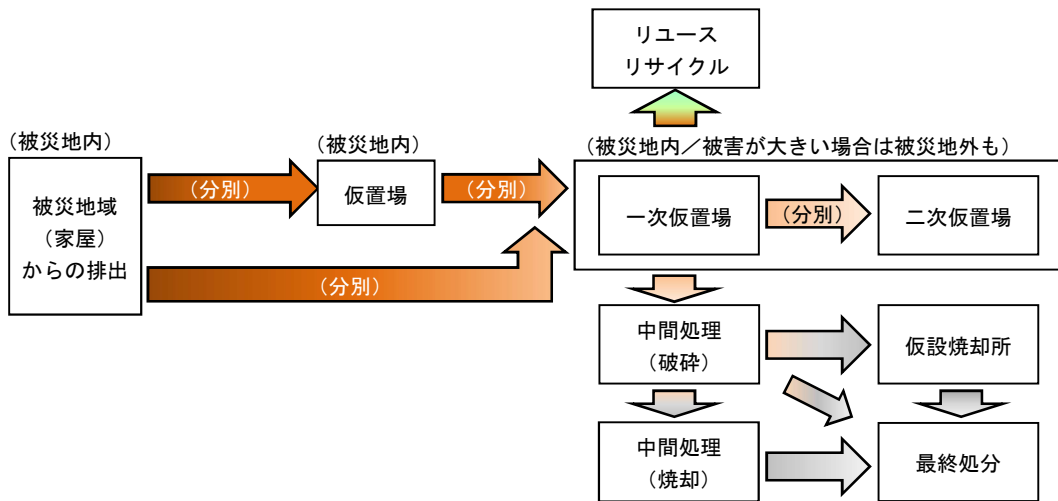 リユース
リサイクル
(被災地内)
(被災地内)
(被災地内／被害が大きい場合は被災地外も)
被災地域
(家屋)
からの排出
(分別)
仮置場
(分別)
一次仮置場
(分別)
二次仮置場
(分別)
中間処理
(破砕)
仮設焼却所
中間処理
(焼却)
最終処分